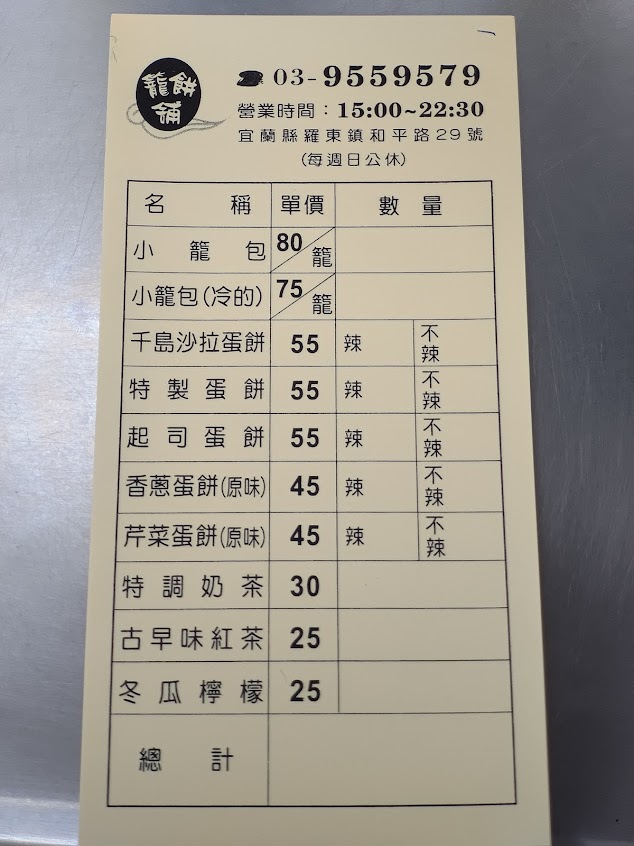 籠餅
舖
03-9559579
營業時間：15:00~22:30
宜蘭縣羅東鎮和平路29號
(每週日公休)
名稱 單價 數量
小籠包 80/籠
小籠包(冷的) 75/籠
千島沙拉蛋餅 55 辣 不辣
特製蛋餅 55 辣 不辣
起司蛋餅 55 辣 不辣
香蔥蛋餅(原味) 45 辣 不辣
芹菜蛋餅(原味) 45 辣 不辣
特調奶茶 30
古早味紅茶 25
冬瓜檸檬 25
總計